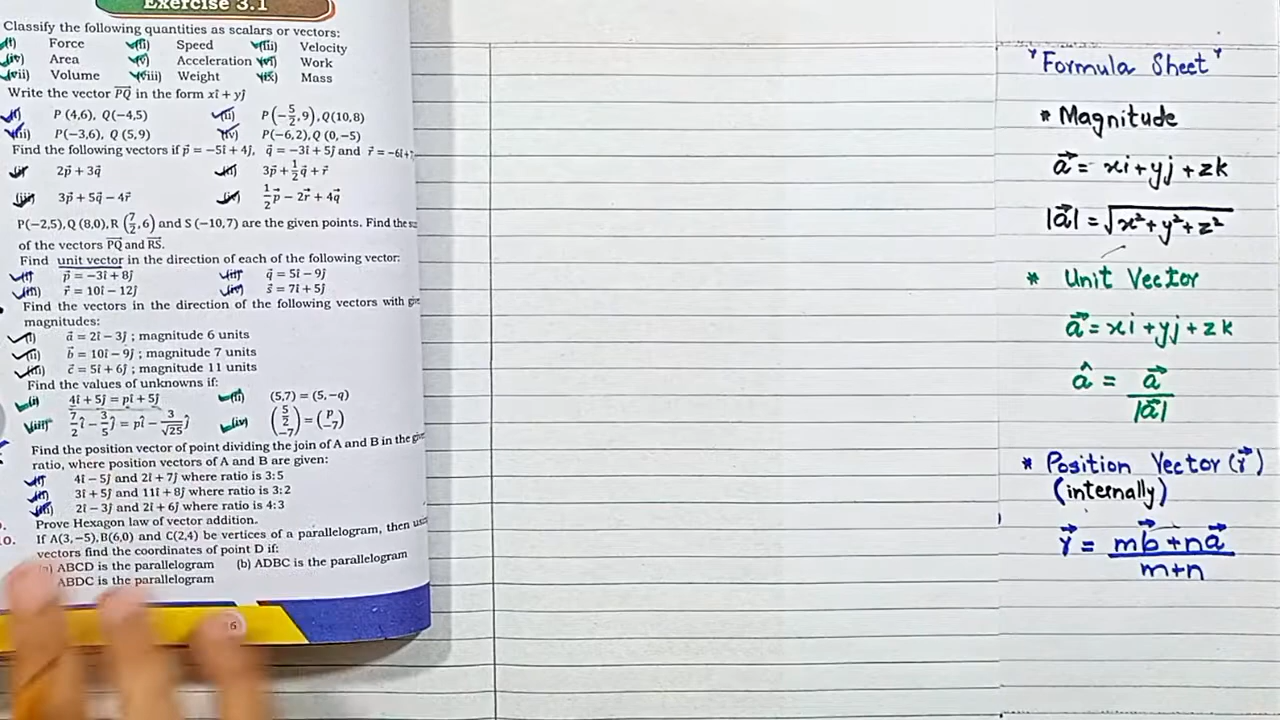 Exercise 3.1
Classify the following quantities as scalars or vectors:
(i) Force (ii) Speed (iii) Velocity
(iv) Area (v) Acceleration (vi) Work
(vii) Volume (viii) Weight (ix) Mass
Write the vector \overline{PQ} in the form xî + yĵ
(i) P (4,6), Q(−4,5) (ii) P(−5/2, 9), Q(10,8)
(iii) P(−3,6), Q (5,9) (iv) P(−6,2), Q (0,−5)
Find the following vectors if p⃗ = −5î + 4ĵ, q⃗ = −3î + 5ĵ and r⃗ = −6î +
(i) 2p⃗ + 3q⃗ (ii) 3p⃗ + 1/2 q⃗ + r⃗
(iii) 3p⃗ + 5q⃗ − 4r⃗ (iv) 1/2 p⃗ − 2r⃗ + 4q⃗
P(−2,5), Q (8,0), R (7/2, 6) and S (−10,7) are the given points. Find the
of the vectors \overline{PQ} and \overline{RS}.
Find unit vector in the direction of each of the following vector:
(i) p⃗ = −3î + 8ĵ (ii) q⃗ = 5î − 9ĵ
(iii) r⃗ = 10î − 12ĵ (iv) s⃗ = 7î + 5ĵ
Find the vectors in the direction of the following vectors with
magnitudes:
(i) a⃗ = 2î − 3ĵ ; magnitude 6 units
(ii) b⃗ = 10î − 9ĵ ; magnitude 7 units
(iii) c⃗ = 5î + 6ĵ ; magnitude 11 units
Find the values of unknowns if:
(i) 4î + 5ĵ = pî + 5ĵ (ii) (5,7) = (5, −q)
(iii) 7/2 î − 3/5 ĵ = pî − 3/√25 ĵ (iv) (5/2 −7) = (p −7)
Find the position vector of point dividing the join of A and B in the
ratio, where position vectors of A and B are given:
(i) 4î − 5ĵ and 2î + 7ĵ where ratio is 3:5
(ii) 3î + 5ĵ and 11î + 8ĵ where ratio is 3:2
(iii) 2î − 3ĵ and 2î + 6ĵ where ratio is 4:3
Prove Hexagon law of vector addition.
10. If A(3,−5), B(6,0) and C(2,4) be vertices of a parallelogram, then
vectors find the coordinates of point D if:
(a) ABCD is the parallelogram (b) ADBC is the parallelogram
ABDC is the parallelogram
6
"Formula Sheet"
* Magnitude
a⃗ = xi + yj + zk
|a⃗| = √x² + y² + z²
* Unit Vector
a⃗ = xi + yj + zk
â = a⃗ / |a⃗|
* Position Vector (r⃗)
(internally)
r⃗ = mb⃗ + na⃗ / m+n